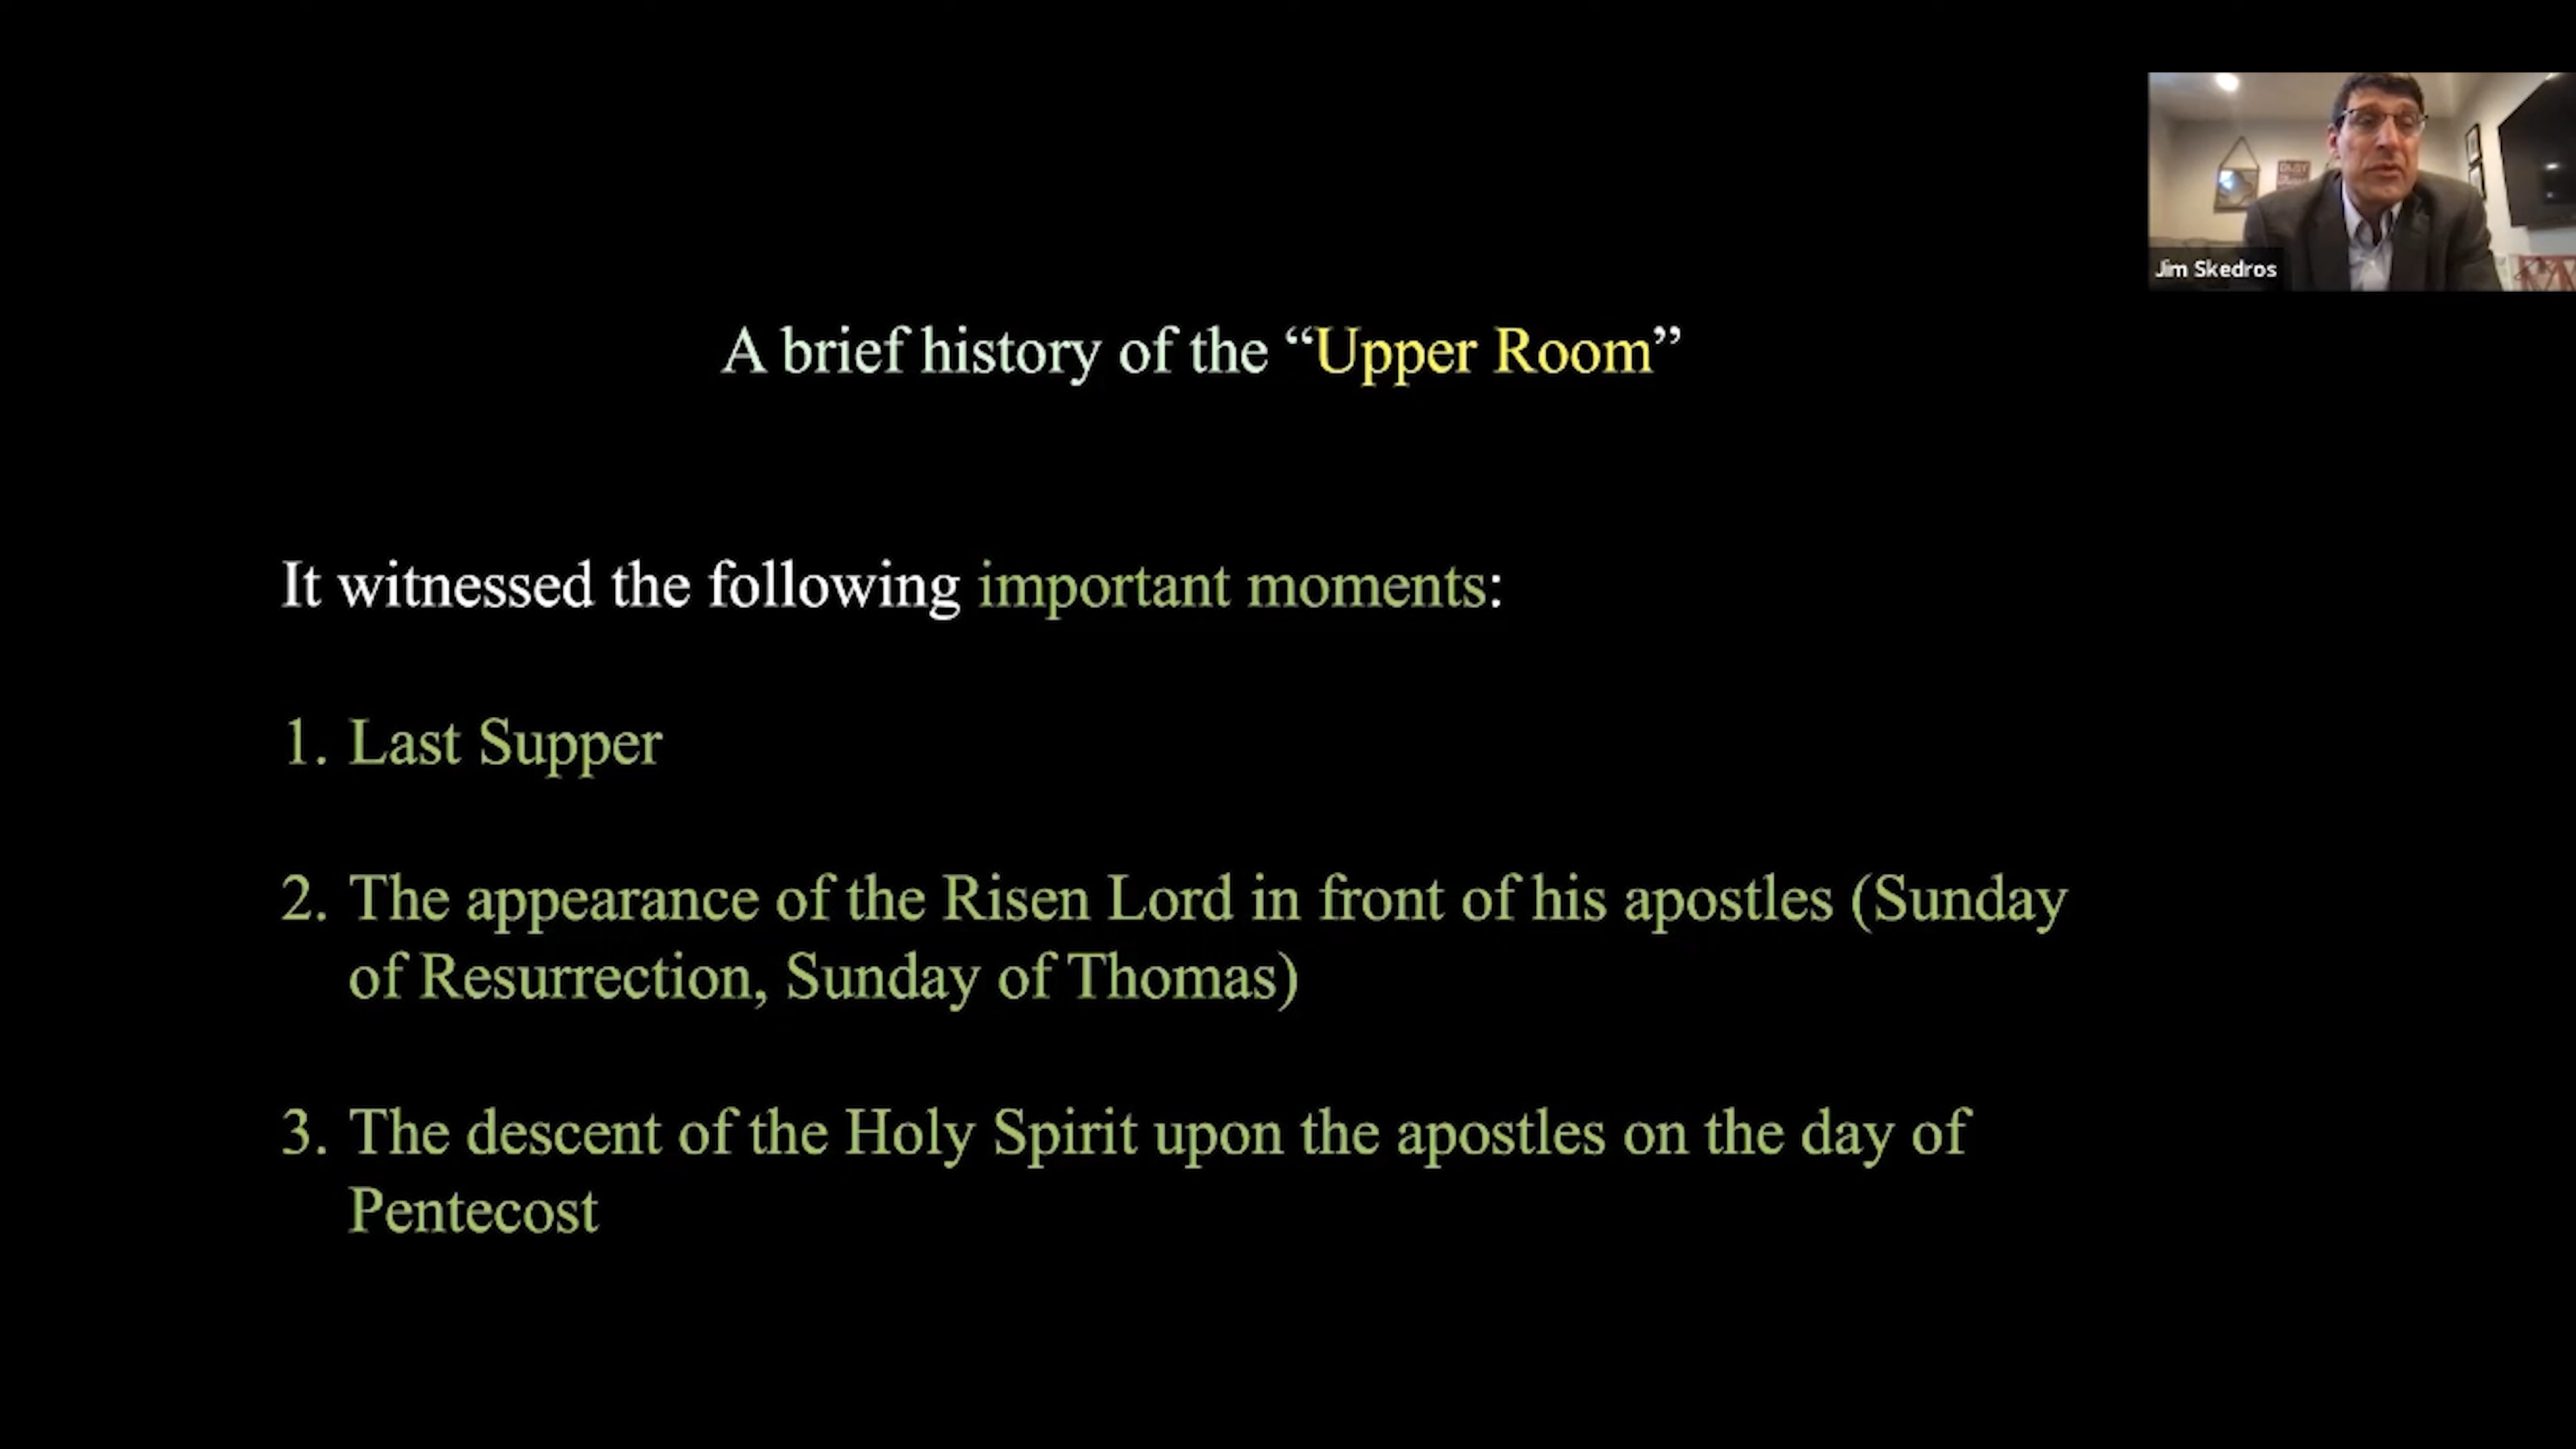 A brief history of the “Upper Room”
It witnessed the following important moments:
1. Last Supper
2. The appearance of the Risen Lord in front of his apostles (Sunday
of Resurrection, Sunday of Thomas)
3. The descent of the Holy Spirit upon the apostles on the day of
Pentecost
Jim Skedros